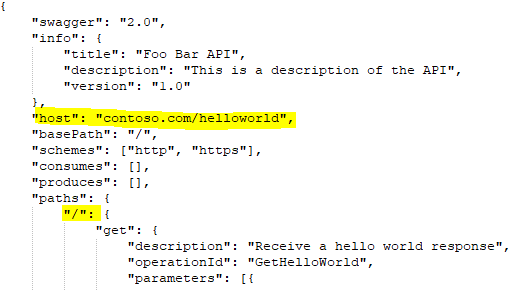 {
"swagger": "2.0",
"info": {
"title": "Foo Bar API",
"description": "This is a description of the API",
"version": "1.0"
},
"host": "contoso.com/helloworld",
"basePath": "/",
"schemes": ["http", "https"],
"consumes": [],
"produces": [],
"paths": {
"/": {
"get": {
"description": "Receive a hello world response",
"operationId": "GetHelloWorld",
"parameters": [{